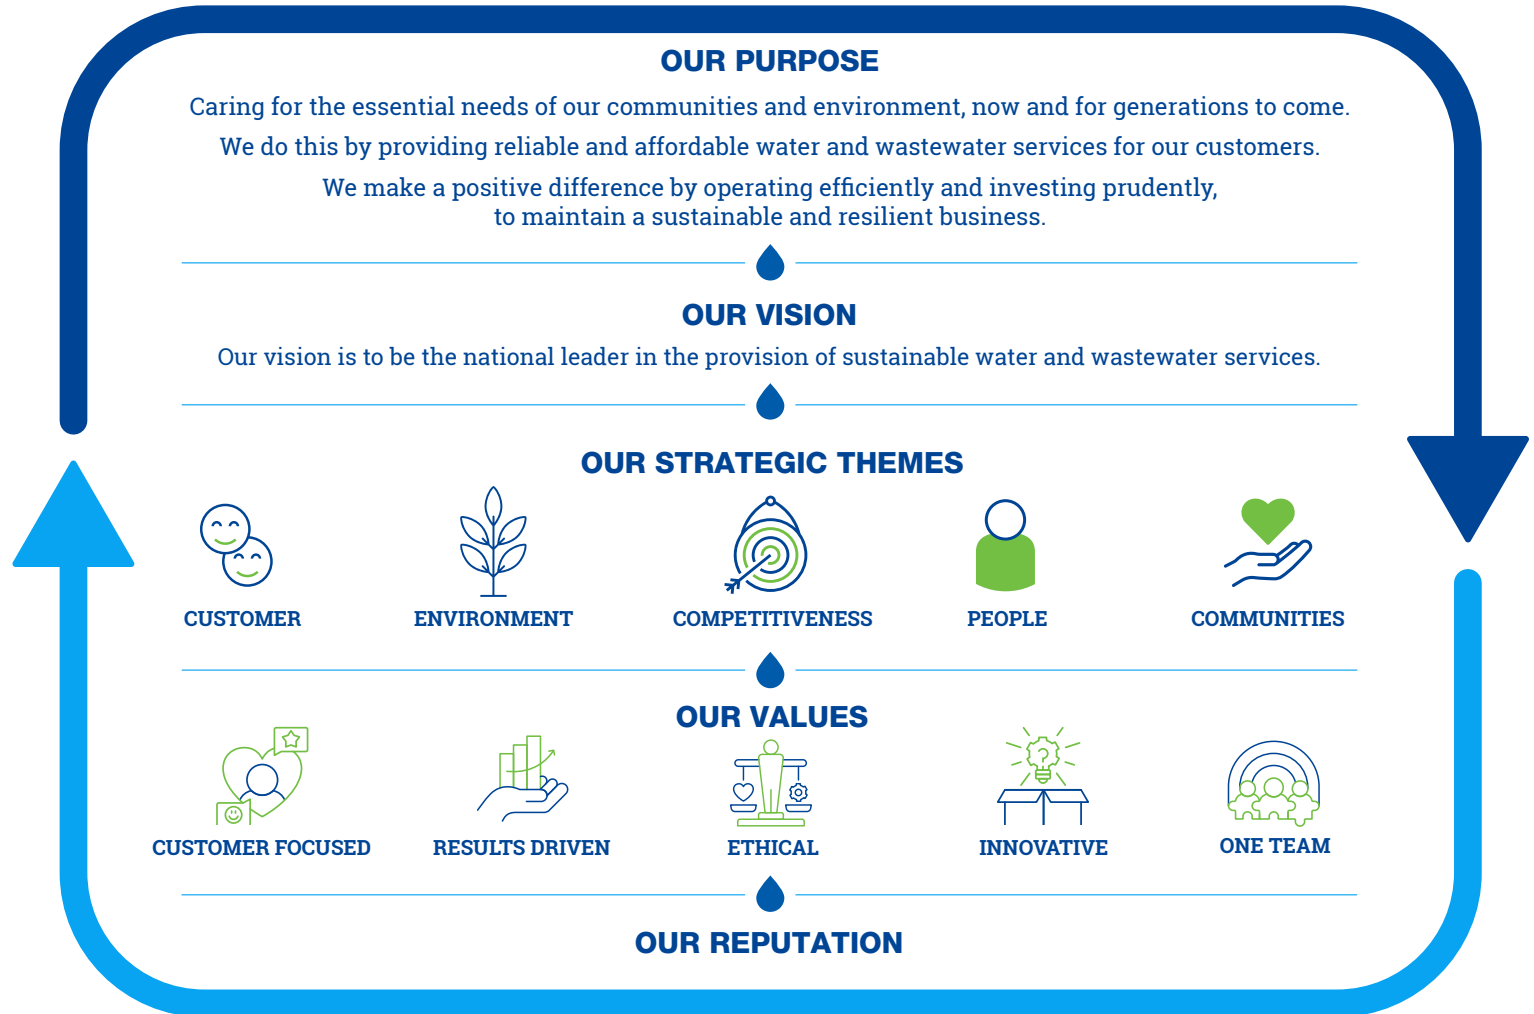 OUR PURPOSE
Caring for the essential needs of our communities and environment, now and for generations to come.
We do this by providing reliable and affordable water and wastewater services for our customers.
We make a positive difference by operating efficiently and investing prudently,
to maintain a sustainable and resilient business.
OUR VISION
Our vision is to be the national leader in the provision of sustainable water and wastewater services.
OUR STRATEGIC THEMES
CUSTOMER
ENVIRONMENT
COMPETITIVENESS
PEOPLE
COMMUNITIES
OUR VALUES
?
CUSTOMER FOCUSED
RESULTS DRIVEN
ETHICAL
INNOVATIVE
ONE TEAM
OUR REPUTATION